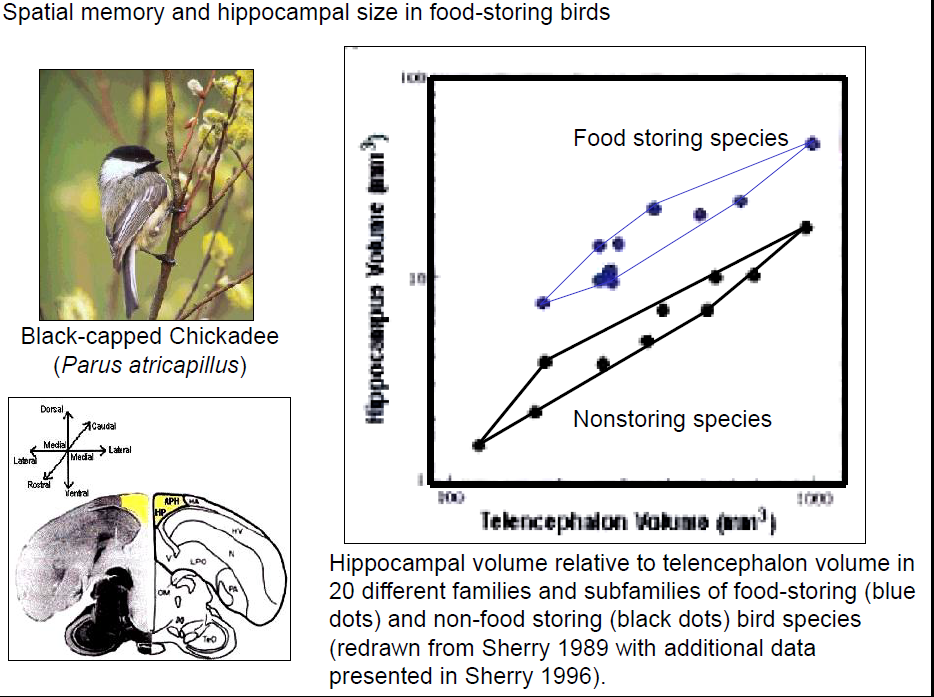 Spatial memory and hippocampal size in food-storing birds
Black-capped Chickadee
(Parus atricapillus)
Dorsal
Caudal
Medial
Lateral
Lateral
Medial
Rostral
Ventral
APH
HA
HP
HV
V
N
LPO
PA
OM
TeO
100
Food storing species
Hippocampus Volume (mm³)
10
Nonstoring species
1
100
1000
Telencephalon Volume (mm³)
Hippocampal volume relative to telencephalon volume in
20 different families and subfamilies of food-storing (blue
dots) and non-food storing (black dots) bird species
(redrawn from Sherry 1989 with additional data
presented in Sherry 1996).